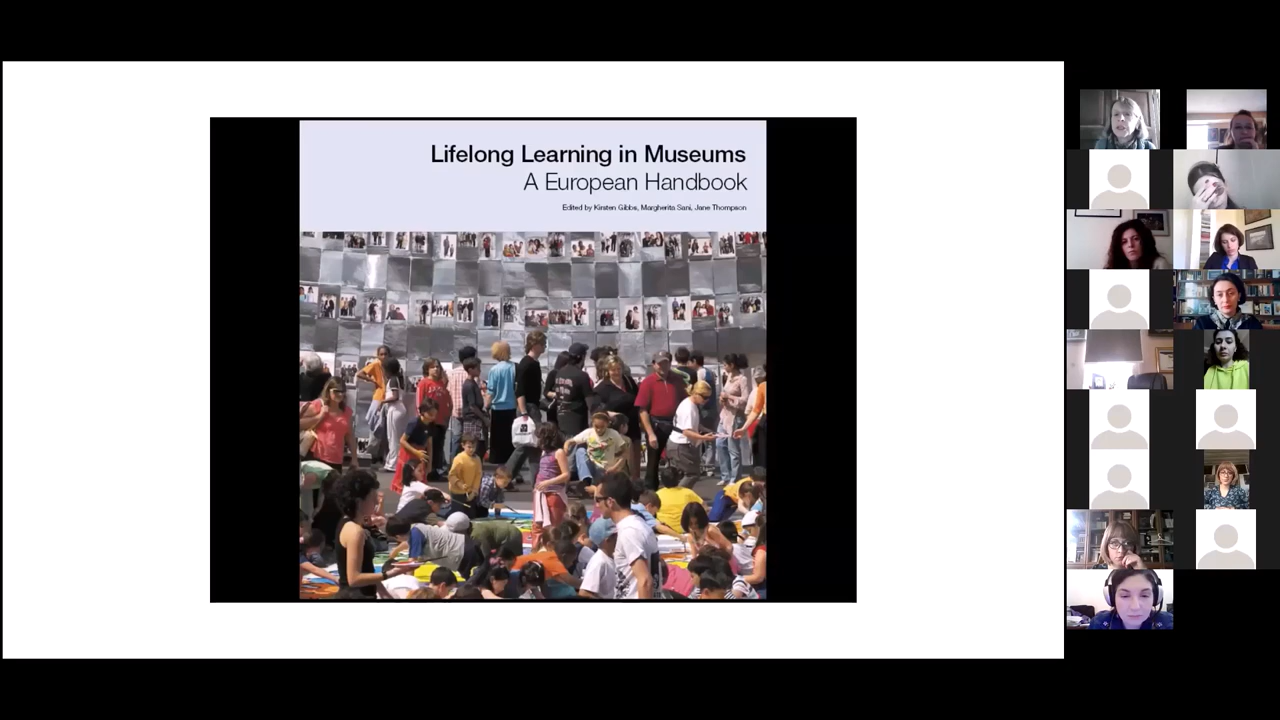 Lifelong Learning in Museums
A European Handbook
Edited by Kirsten Gibbs, Margherita Sani, Jane Thompson